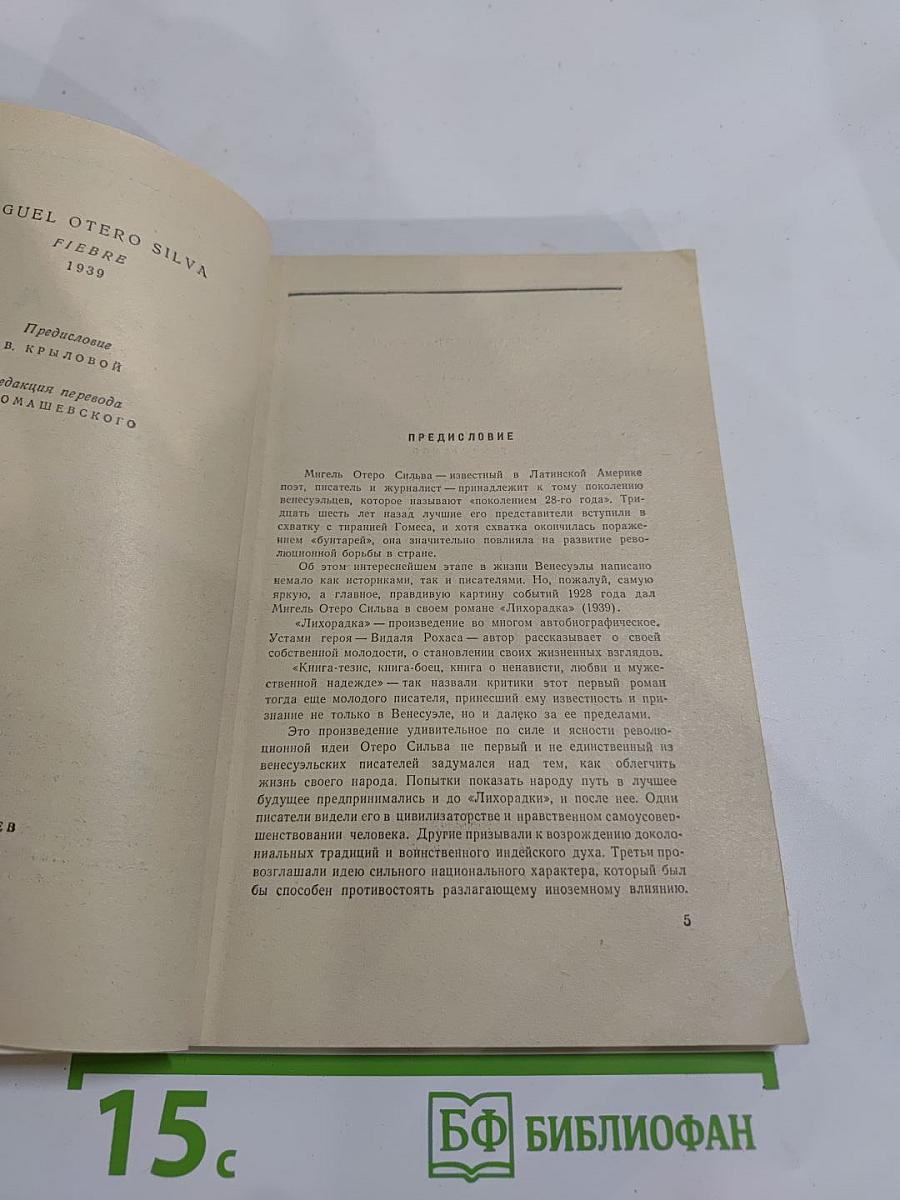 GUEL OTERO SILVA
FIEBRE
1939
Предисловие
В. КРЫЛОВОЙ
едакция перевода
ОМАШЕВСКОГО
ЕВ
ПРЕДИСЛОВИЕ
Мигель Отеро Сильва — известный в Латинской Америке
поэт, писатель и журналист — принадлежит к тому поколению
венесуэльцев, которое называют «поколением 28-го года». Три-
дцать шесть лет назад лучшие его представители вступили в
схватку с тиранией Гомеса, и хотя схватка окончилась пораже-
нием «бунтарей», она значительно повлияла на развитие рево-
люционной борьбы в стране.
Об этом интереснейшем этапе в жизни Венесуэлы написано
немало как историками, так и писателями. Но, пожалуй, самую
яркую, а главное, правдивую картину событий 1928 года дал
Мигель Отеро Сильва в своем романе «Лихорадка» (1939).
«Лихорадка» — произведение во многом автобиографическое.
Устами героя — Видаля Рохаса — автор рассказывает о своей
собственной молодости, о становлении своих жизненных взглядов.
«Книга-тезис, книга-боец, книга о ненависти, любви и муже-
ственной надежде» — так назвали критики этот первый роман
тогда еще молодого писателя, принесший ему известность и при-
знание не только в Венесуэле, но и далеко за ее пределами.
Это произведение удивительное по силе и ясности револю-
ционной идеи Отеро Сильва не первый и не единственный из
венесуэльских писателей задумался над тем, как облегчить
жизнь своего народа. Попытки показать народу путь в лучшее
будущее предпринимались и до «Лихорадки», и после нее. Одни
писатели видели его в цивилизаторстве и нравственном самоусовер-
шенствовании человека. Другие призывали к возрождению доколо-
ниальных традиций и воинственного индейского духа. Третьи про-
возглашали идею сильного национального характера, который был
бы способен противостоять разлагающему иноземному влиянию.
5
15 с
БФ БИБЛИОФАН